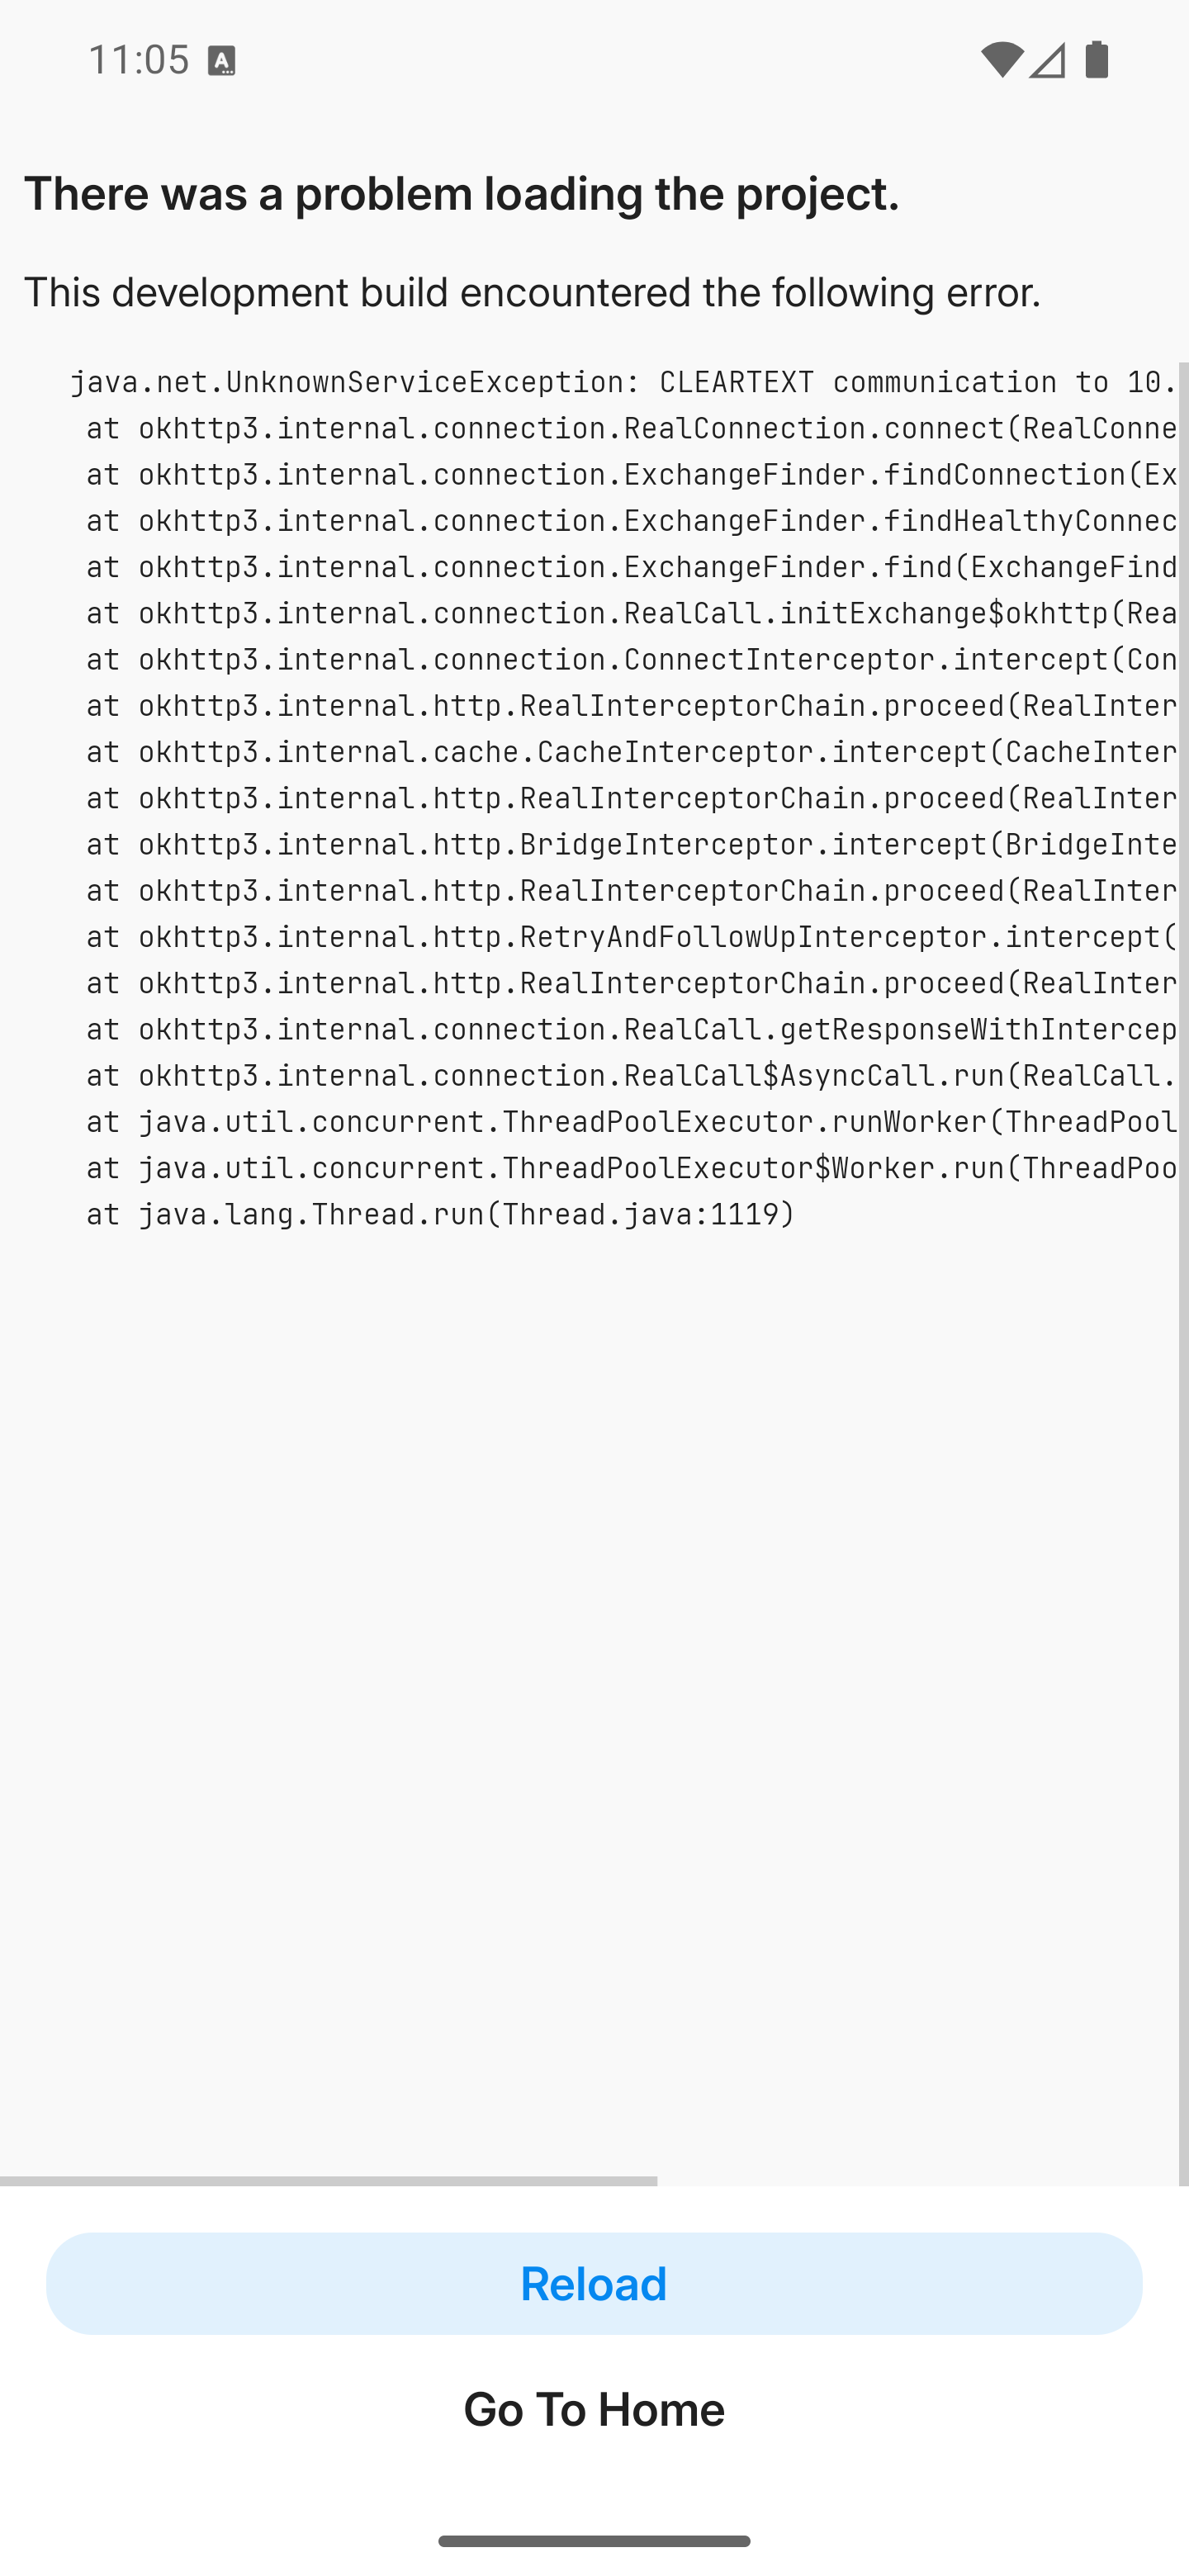 11:05
There was a problem loading the project.
This development build encountered the following error.
java.net.UnknownServiceException: CLEARTEXT communication to 10.
at okhttp3.internal.connection.RealConnection.connect(RealConne
at okhttp3.internal.connection.ExchangeFinder.findConnection(Ex
at okhttp3.internal.connection.ExchangeFinder.findHealthyConnec
at okhttp3.internal.connection.ExchangeFinder.find(ExchangeFind
at okhttp3.internal.connection.RealCall.initExchange$okhttp(Rea
at okhttp3.internal.connection.ConnectInterceptor.intercept(Con
at okhttp3.internal.http.RealInterceptorChain.proceed(RealInter
at okhttp3.internal.cache.CacheInterceptor.intercept(CacheInter
at okhttp3.internal.http.RealInterceptorChain.proceed(RealInter
at okhttp3.internal.http.BridgeInterceptor.intercept(BridgeInte
at okhttp3.internal.http.RealInterceptorChain.proceed(RealInter
at okhttp3.internal.http.RetryAndFollowUpInterceptor.intercept(
at okhttp3.internal.http.RealInterceptorChain.proceed(RealInter
at okhttp3.internal.connection.RealCall.getResponseWithIntercep
at okhttp3.internal.connection.RealCall$AsyncCall.run(RealCall.
at java.util.concurrent.ThreadPoolExecutor.runWorker(ThreadPool
at java.util.concurrent.ThreadPoolExecutor$Worker.run(ThreadPoo
at java.lang.Thread.run(Thread.java:1119)
Reload
Go To Home